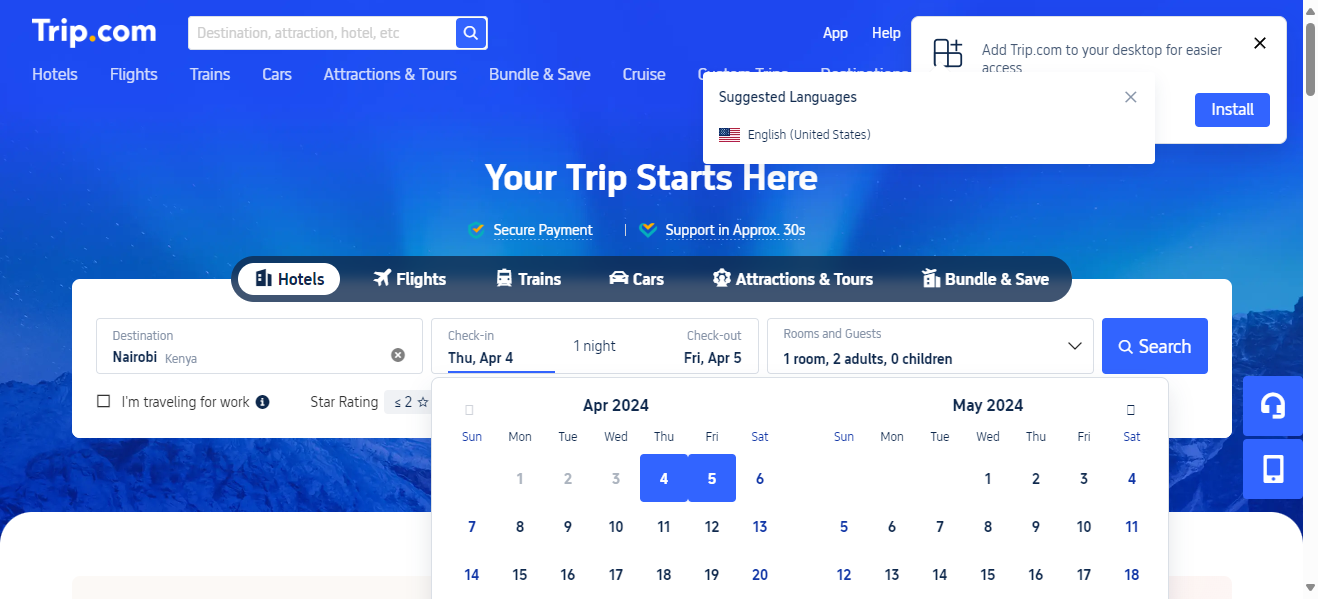 Trip.com
Destination, attraction, hotel, etc
App
Help
Add Trip.com to your desktop for easier
access
Install
Hotels
Flights
Trains
Cars
Attractions & Tours
Bundle & Save
Cruise
Suggested Languages
English (United States)
Your Trip Starts Here
Secure Payment
Support in Approx. 30s
Hotels
Flights
Trains
Cars
Attractions & Tours
Bundle & Save
Destination
Nairobi Kenya
Check-in
Thu, Apr 4
1 night
Check-out
Fri, Apr 5
Rooms and Guests
1 room, 2 adults, 0 children
Search
I'm traveling for work
Star Rating
≤ 2
Apr 2024
Sun Mon Tue Wed Thu Fri Sat
1 2 3 4 5 6
7 8 9 10 11 12 13
14 15 16 17 18 19 20
May 2024
Sun Mon Tue Wed Thu Fri Sat
1 2 3 4
5 6 7 8 9 10 11
12 13 14 15 16 17 18